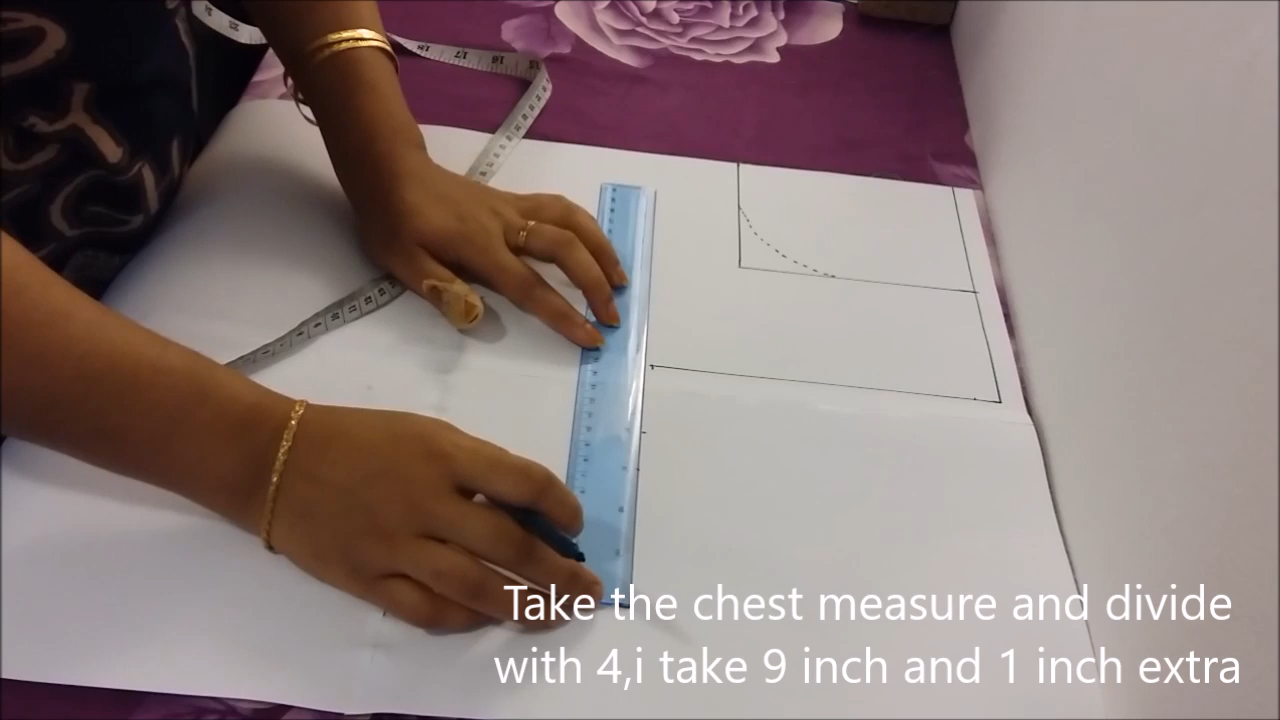 Take the chest measure and divide
with 4,i take 9 inch and 1 inch extra